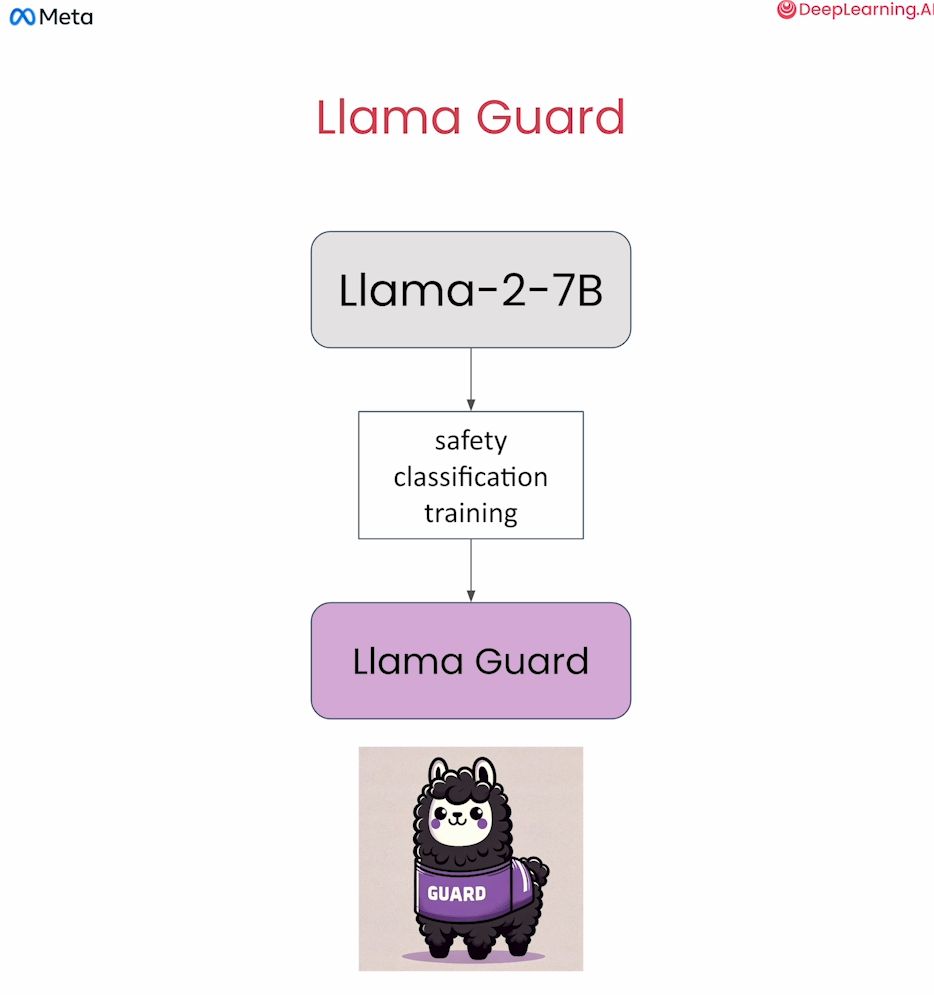 Meta
DeepLearning.AI
Llama Guard
Llama-2-7B
safety
classification
training
Llama Guard
GUARD